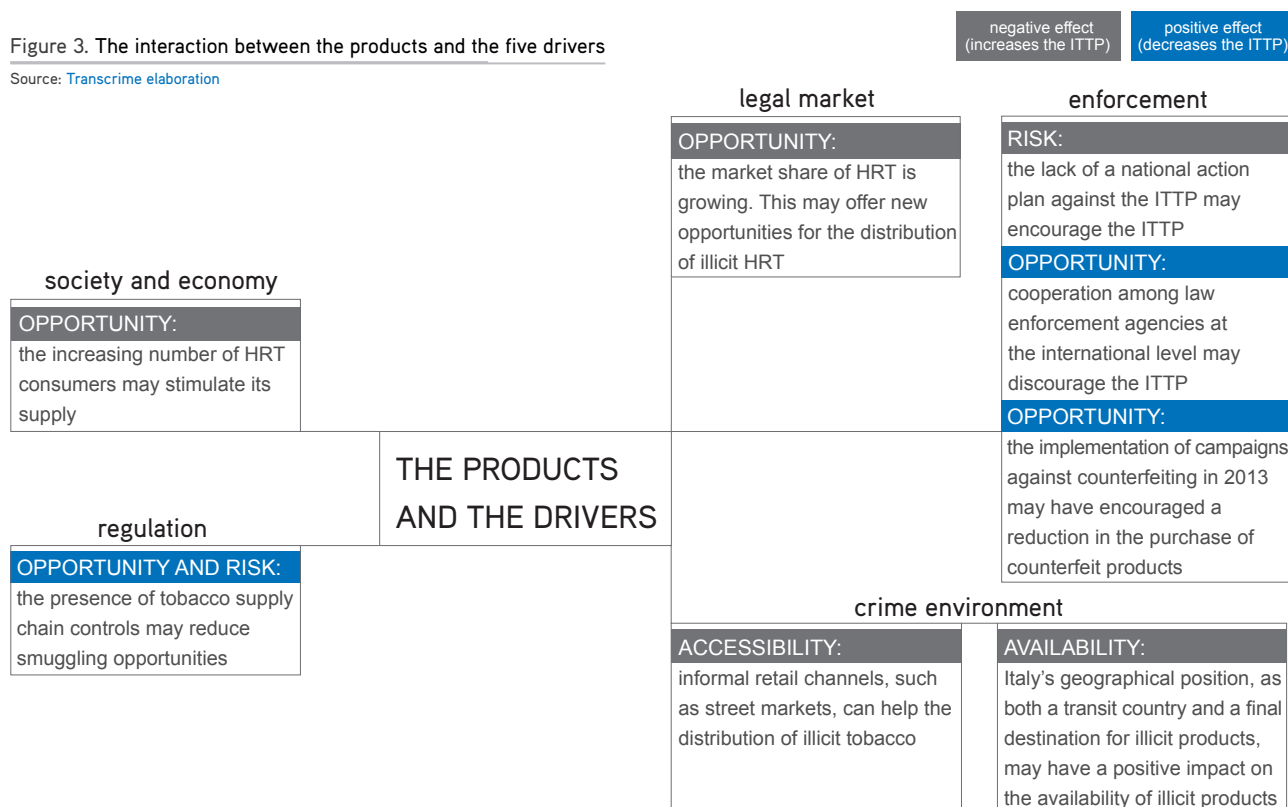 Figure 3. The interaction between the products and the five drivers
Source: Transcrime elaboration
negative effect
(increases the ITTP)
positive effect
(decreases the ITTP)
legal market
OPPORTUNITY:
the market share of HRT is
growing. This may offer new
opportunities for the distribution
of illicit HRT
enforcement
RISK:
the lack of a national action
plan against the ITTP may
encourage the ITTP
OPPORTUNITY:
cooperation among law
enforcement agencies at
the international level may
discourage the ITTP
OPPORTUNITY:
the implementation of campaigns
against counterfeiting in 2013
may have encouraged a
reduction in the purchase of
counterfeit products
society and economy
OPPORTUNITY:
the increasing number of HRT
consumers may stimulate its
supply
THE PRODUCTS
AND THE DRIVERS
regulation
OPPORTUNITY AND RISK:
the presence of tobacco supply
chain controls may reduce
smuggling opportunities
crime environment
ACCESSIBILITY:
informal retail channels, such
as street markets, can help the
distribution of illicit tobacco
AVAILABILITY:
Italy's geographical position, as
both a transit country and a final
destination for illicit products,
may have a positive impact on
the availability of illicit products